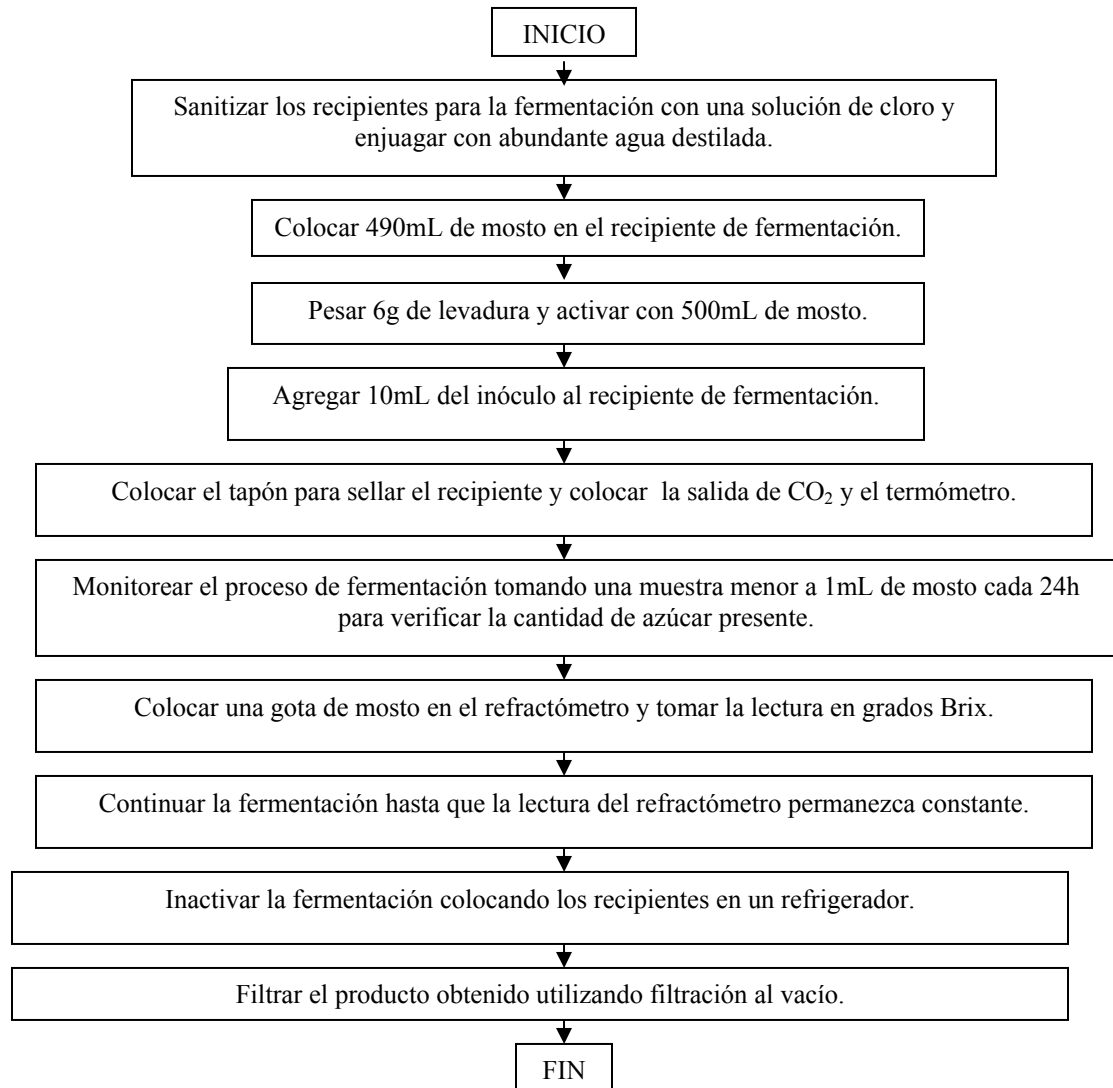 INICIO
Sanitizar los recipientes para la fermentación con una solución de cloro y
enjuagar con abundante agua destilada.
Colocar 490mL de mosto en el recipiente de fermentación.
Pesar 6g de levadura y activar con 500mL de mosto.
Agregar 10mL del inóculo al recipiente de fermentación.
Colocar el tapón para sellar el recipiente y colocar la salida de CO₂ y el termómetro.
Monitorear el proceso de fermentación tomando una muestra menor a 1mL de mosto cada 24h
para verificar la cantidad de azúcar presente.
Colocar una gota de mosto en el refractómetro y tomar la lectura en grados Brix.
Continuar la fermentación hasta que la lectura del refractómetro permanezca constante.
Inactivar la fermentación colocando los recipientes en un refrigerador.
Filtrar el producto obtenido utilizando filtración al vacío.
FIN